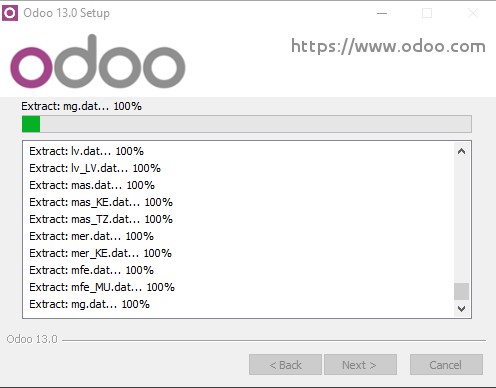 Odoo 13.0 Setup
odoo
https://www.odoo.com
Extract: mg.dat... 100%
Extract: lv.dat... 100%
Extract: lv_LV.dat... 100%
Extract: mas.dat... 100%
Extract: mas_KE.dat... 100%
Extract: mas_TZ.dat... 100%
Extract: mer.dat... 100%
Extract: mer_KE.dat... 100%
Extract: mfe.dat... 100%
Extract: mfe_MU.dat... 100%
Extract: mg.dat... 100%
Odoo 13.0
< Back Next > Cancel